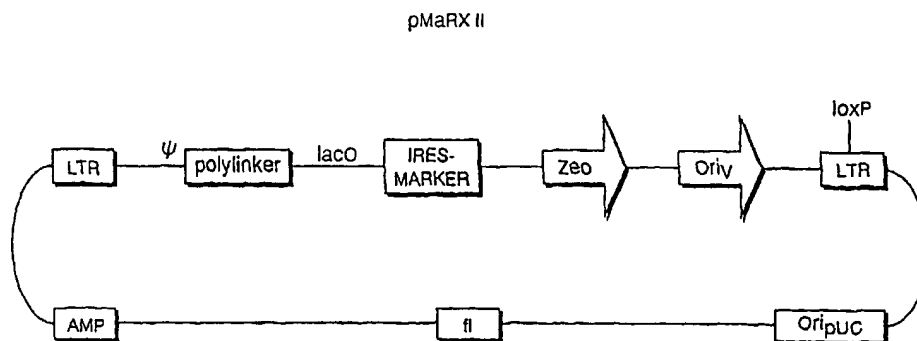 pMaRX II
loxP
LTR
ψ
polylinker
lacO
IRES-
MARKER
Zeo
OriV
LTR
AMP
fl
OripUC